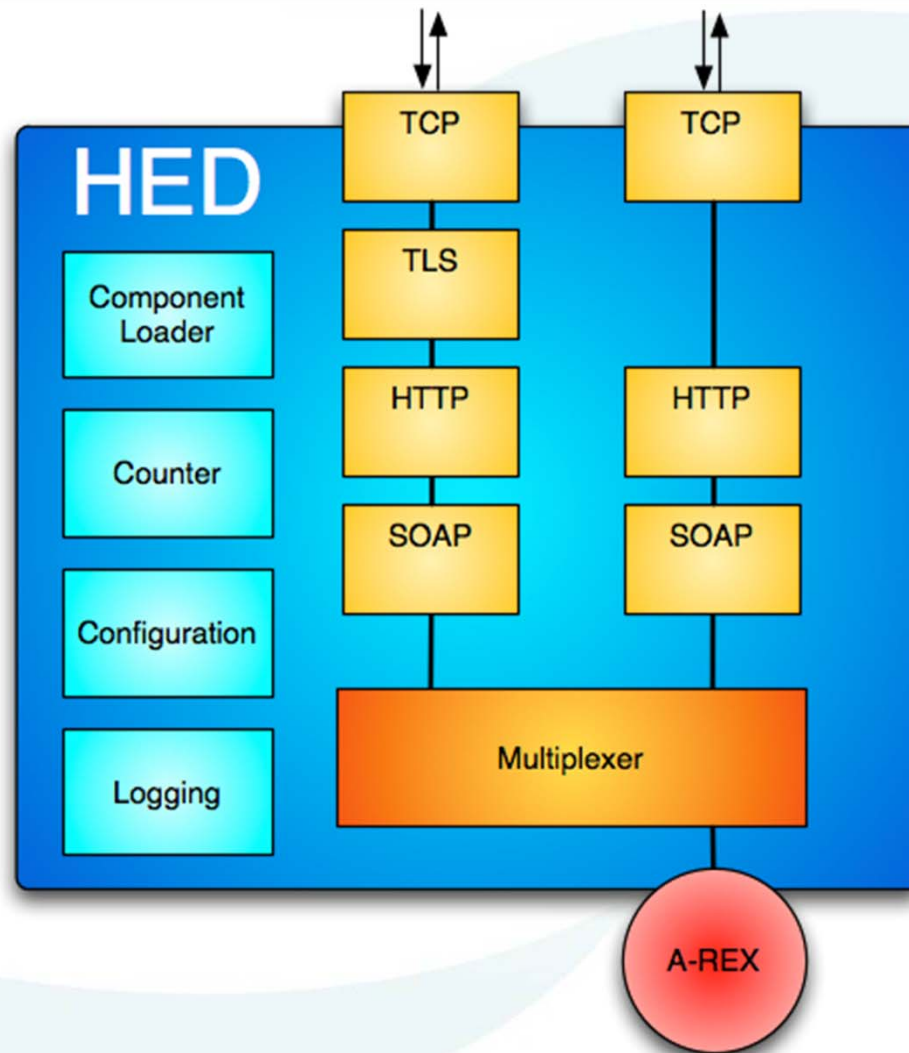 TCP
TCP
HED
TLS
Component
Loader
HTTP
HTTP
Counter
SOAP
SOAP
Configuration
Multiplexer
Logging
A-REX